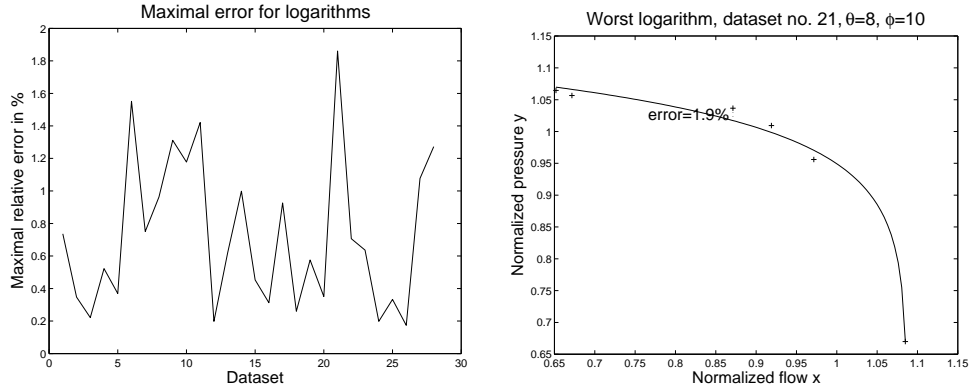 Maximal error for logarithms
Maximal relative error in %
2
1.8
1.6
1.4
1.2
1
0.8
0.6
0.4
0.2
0
0 5 10 15 20 25 30
Dataset
Worst logarithm, dataset no. 21, θ=8, ϕ=10
Normalized pressure y
1.15
1.1
1.05
1
0.95
0.9
0.85
0.8
0.75
0.7
0.65
error=1.9%
0.65 0.7 0.75 0.8 0.85 0.9 0.95 1 1.05 1.1 1.15
Normalized flow x